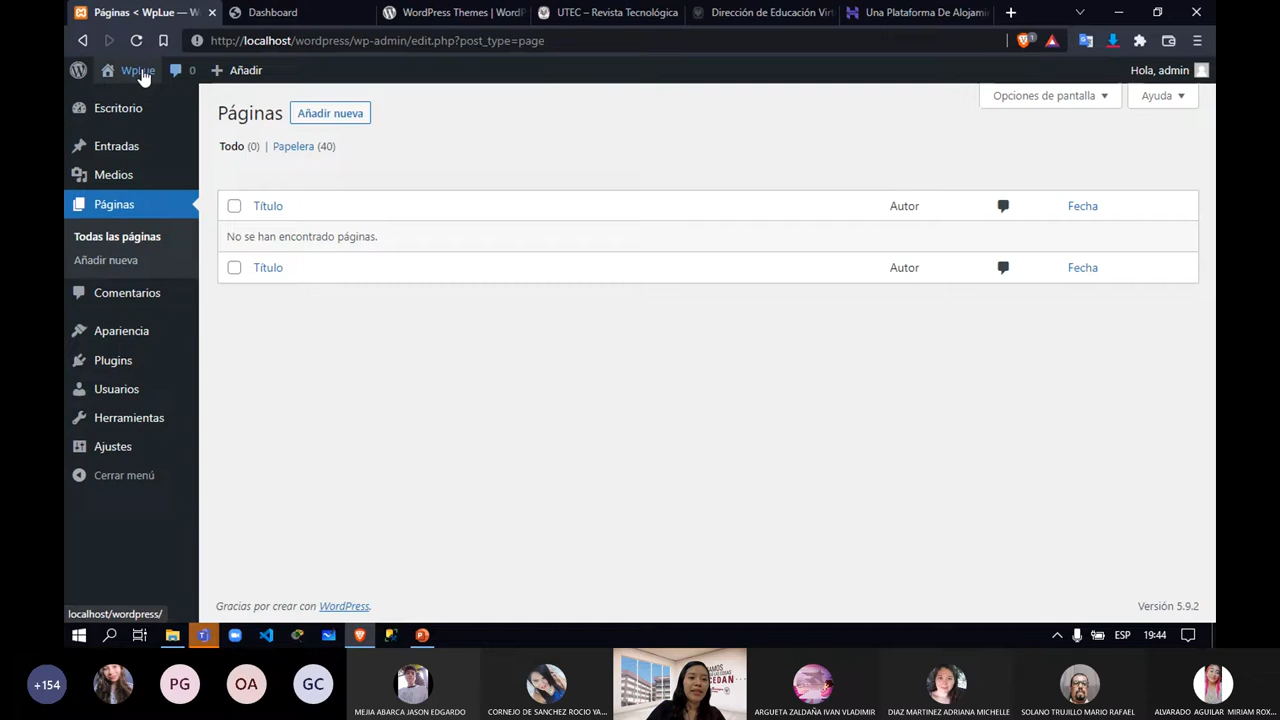 Páginas < WpLue — W
Dashboard
WordPress Themes | WordP
UTEC – Revista Tecnológica
Dirección de Educación Virt
Una Plataforma De Alojami
http://localhost/wordpress/wp-admin/edit.php?post_type=page
WpLue
0
Añadir
Hola, admin
Escritorio
Entradas
Medios
Páginas
Todas las páginas
Añadir nueva
Comentarios
Apariencia
Plugins
Usuarios
Herramientas
Ajustes
Cerrar menú
localhost/wordpress/
Opciones de pantalla ▼
Ayuda ▼
Páginas
Añadir nueva
Todo (0) | Papelera (40)
Título Autor Fecha
No se han encontrado páginas.
Título Autor Fecha
Gracias por crear con WordPress.
Versión 5.9.2
ESP
19:44
+154
PG
OA
GC
MEJIA ABARCA JASON EDGARDO
CORNEJO DE SANCHEZ ROCIO YA...
ARGUETA ZALDAÑA IVAN VLADIMIR
DIAZ MARTINEZ ADRIANA MICHELLE
SOLANO TRUJILLO MARIO RAFAEL
ALVARADO AGUILAR MIRIAM ROX...